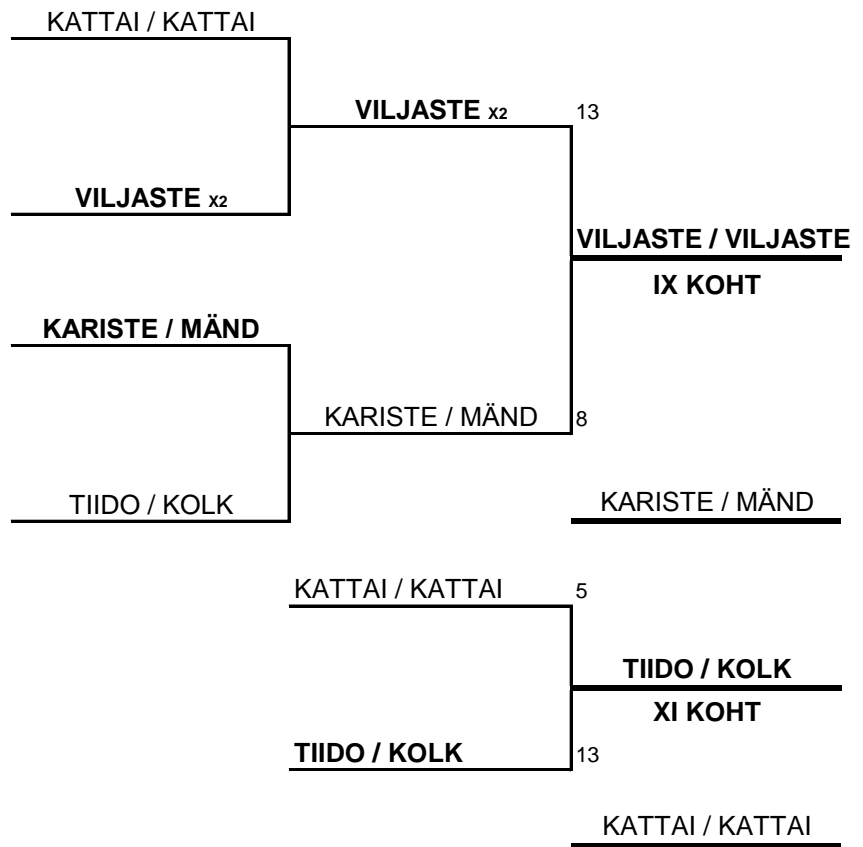 KATTAI / KATTAI
VILJASTE x2 13
VILJASTE x2
VILJASTE / VILJASTE
IX KOHT
KARISTE / MÄND
KARISTE / MÄND 8
TIIDO / KOLK
KARISTE / MÄND
KATTAI / KATTAI 5
TIIDO / KOLK
XI KOHT
TIIDO / KOLK 13
KATTAI / KATTAI